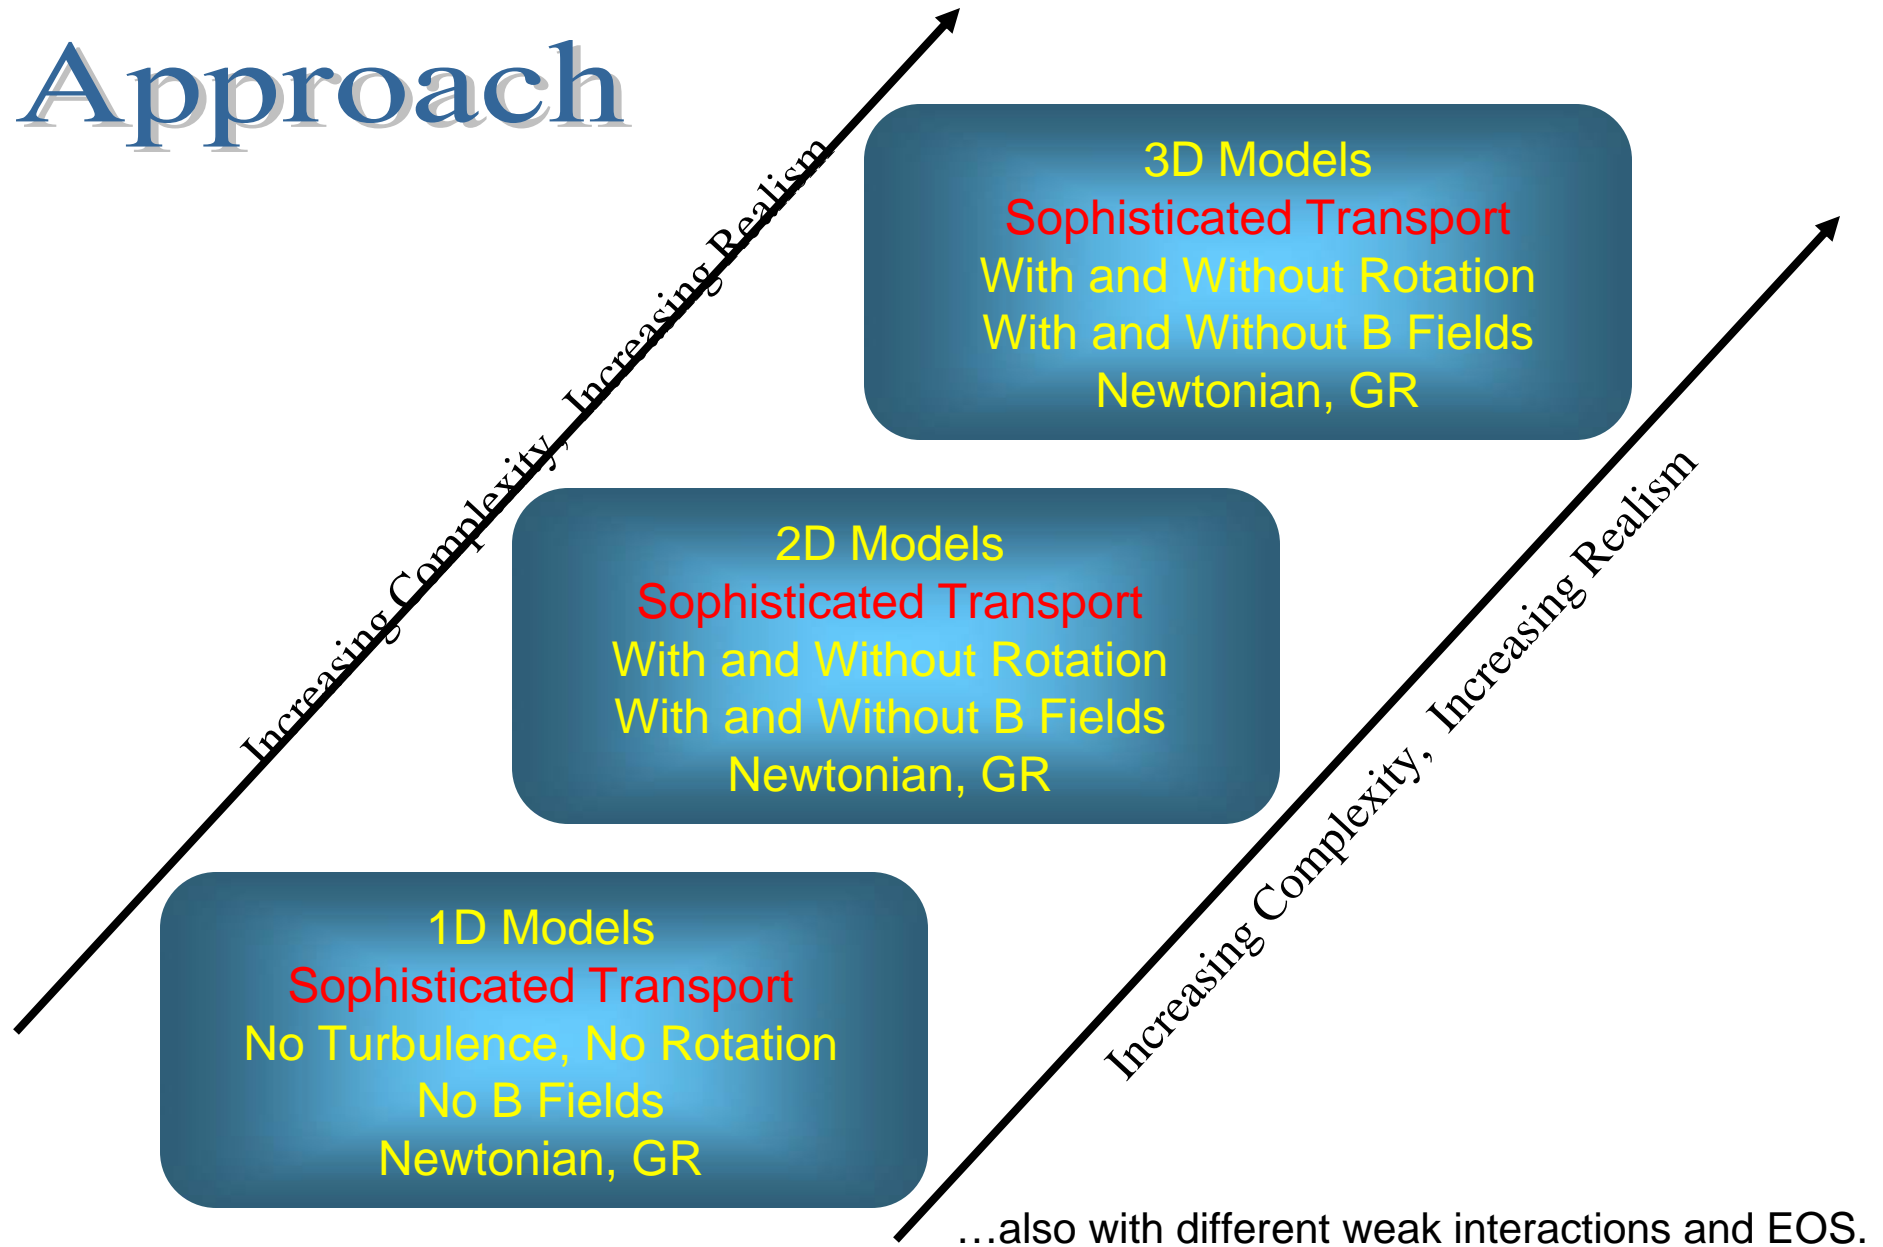 Approach
Increasing Complexity, Increasing Realism
3D Models
Sophisticated Transport
With and Without Rotation
With and Without B Fields
Newtonian, GR
2D Models
Sophisticated Transport
With and Without Rotation
With and Without B Fields
Newtonian, GR
Increasing Complexity, Increasing Realism
1D Models
Sophisticated Transport
No Turbulence, No Rotation
No B Fields
Newtonian, GR
…also with different weak interactions and EOS.